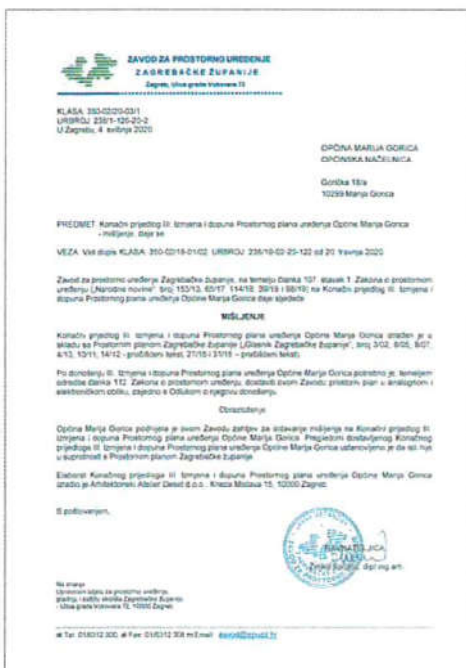 ZAVOD ZA PROSTORNO UREĐENJE
ZAGREBAČKE ŽUPANIJE
Zagreb, Ulica grada Vukovara 72
KLASA: 350-02/20-03/1
URBROJ: 238/1-126-20-2
U Zagrebu, 4. svibnja 2020
OPĆINA MARIJA GORICA
OPĆINSKA NAČELNICA
Gorička 18/a
10299 Marija Gorica
PREDMET: Konačni prijedlog III. Izmjena i dopuna Prostornog plana uređenja Općine Marija Gorica
- mišljenje, daje se
VEZA: Vaš dopis KLASA: 350-02/18-01/02 URBROJ: 238/16-02-20-122 od 20 travnja 2020
Zavod za prostorno uređenje Zagrebačke županije, na temelju članka 107. stavak 1. Zakona o prostornom
uređenju („Narodne novine” broj 153/13, 65/17, 114/18, 39/19 i 98/19) na Konačni prijedlog III. Izmjena i
dopuna Prostornog plana uređenja Općine Marija Gorica daje sljedeće
MIŠLJENJE
Konačni prijedlog III. Izmjena i dopuna Prostornog plana uređenja Općine Marija Gorica izrađen je u
skladu sa Prostornim planom Zagrebačke županije („Glasnik Zagrebačke županije”, broj 3/02, 8/05, 8/07,
4/10, 10/11, 14/12 - pročišćeni tekst, 27/15 i 31/15 – pročišćeni tekst).
Po donošenju III. Izmjena i dopuna Prostornog plana uređenja Općine Marija Gorica potrebno je, temeljem
odredbe članka 112. Zakona o prostornom uređenju, dostaviti ovom Zavodu prostorni plan u analognom i
elektroničkom obliku, zajedno s Odlukom o njegovu donošenju.
Obrazloženje
Općina Marija Gorica podnijela je ovom Zavodu zahtjev za izdavanje mišljenja na Konačni prijedlog III.
Izmjena i dopuna Prostornog plana uređenja Općine Marija Gorica. Pregledom dostavljenog Konačnog
prijedloga III. Izmjena i dopuna Prostornog plana uređenja Općine Marija Gorica ustanovljeno je da isti nije
u suprotnosti s Prostornim planom Zagrebačke županije.
Elaborat Konačnog prijedloga III. Izmjena i dopuna Prostornog plana uređenja Općine Marija Gorica
izradio je Arhitektonski Atelier Deset d.o.o., Kneza Mislava 15, 10000 Zagreb.
S poštovanjem,
RAVNATELJICA
dipl.ing.arh.
Na znanje:
Upravnom odjelu za prostorno uređenje,
gradnju i zaštitu okoliša Zagrebačke županije
- Ulica grada Vukovara 72, 10000 Zagreb
Tel: 01/6312 300, Fax: 01/6312 308 Email: zavod@zpuzz.hr